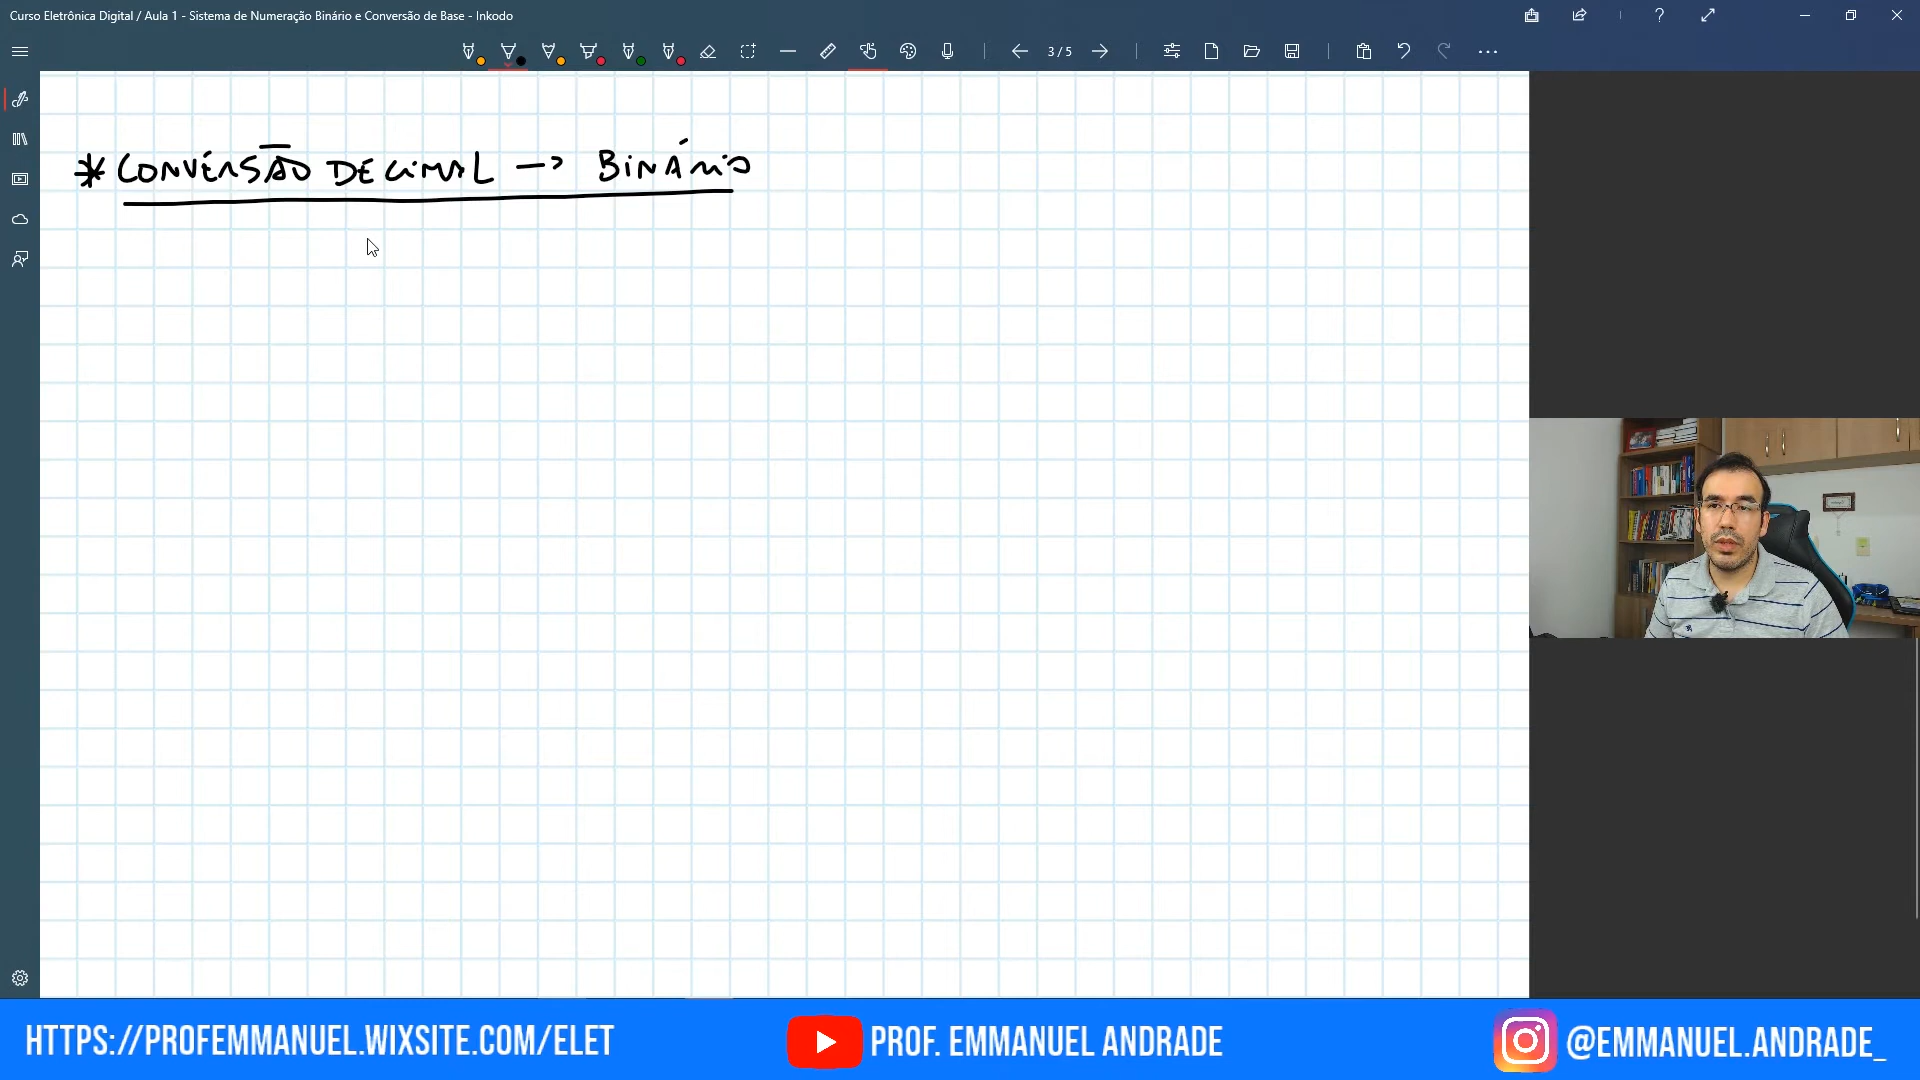 Curso Eletrônica Digital / Aula 1 - Sistema de Numeração Binário e Conversão de Base - Inkodo
3 / 5
* CONVERSÃO DECIMAL -> BINÁRIO
HTTPS://PROFEMMANUEL.WIXSITE.COM/ELET
PROF. EMMANUEL ANDRADE
@EMMANUEL.ANDRADE_